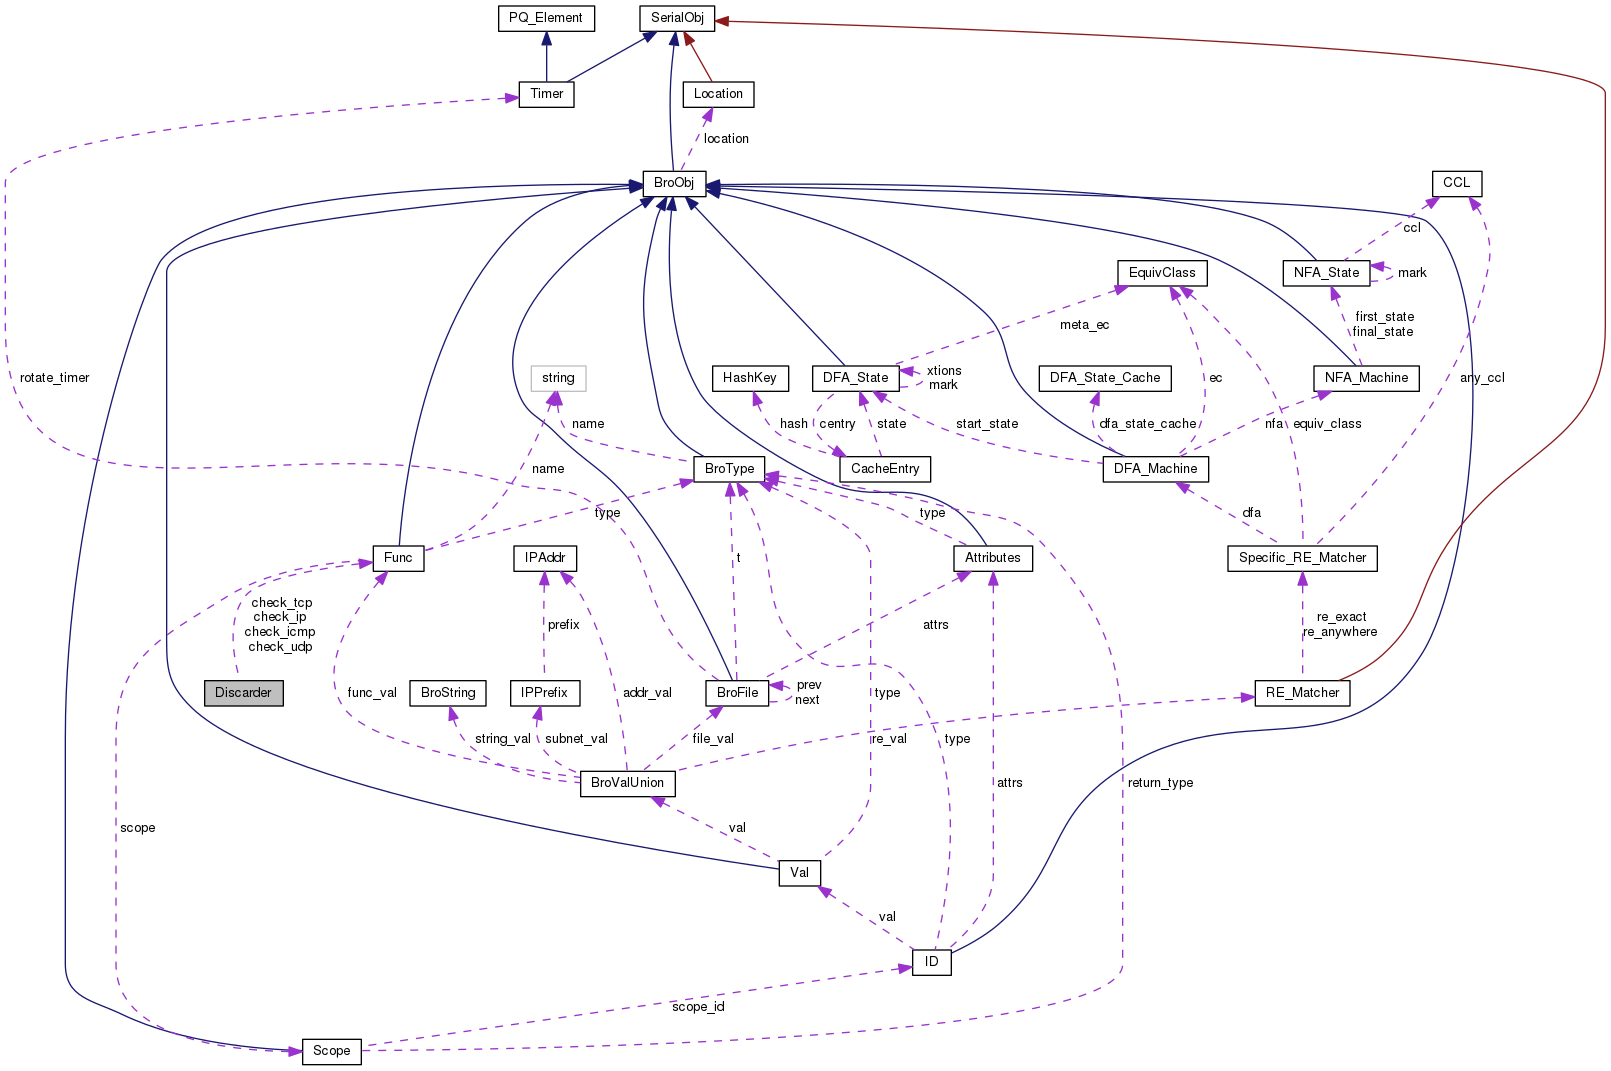 PQ_Element
SerialObj
Timer
Location
location
BroObj
CCL
ccl
EquivClass
NFA_State
mark
first_state
final_state
meta_ec
rotate_timer
string
HashKey
DFA_State
xtions
mark
DFA_State_Cache
ec
NFA_Machine
any_ccl
name
hash
centry
state
start_state
dfa_state_cache
nfa
equiv_class
name
BroType
CacheEntry
DFA_Machine
type
type
dfa
Func
IPAddr
t
Attributes
Specific_RE_Matcher
check_tcp
check_ip
check_icmp
check_udp
prefix
attrs
re_exact
re_anywhere
Discarder
func_val
BroString
IPPrefix
addr_val
BroFile
prev
next
type
RE_Matcher
string_val
subnet_val
file_val
re_val
type
BroValUnion
attrs
return_type
scope
val
Val
val
ID
scope_id
Scope